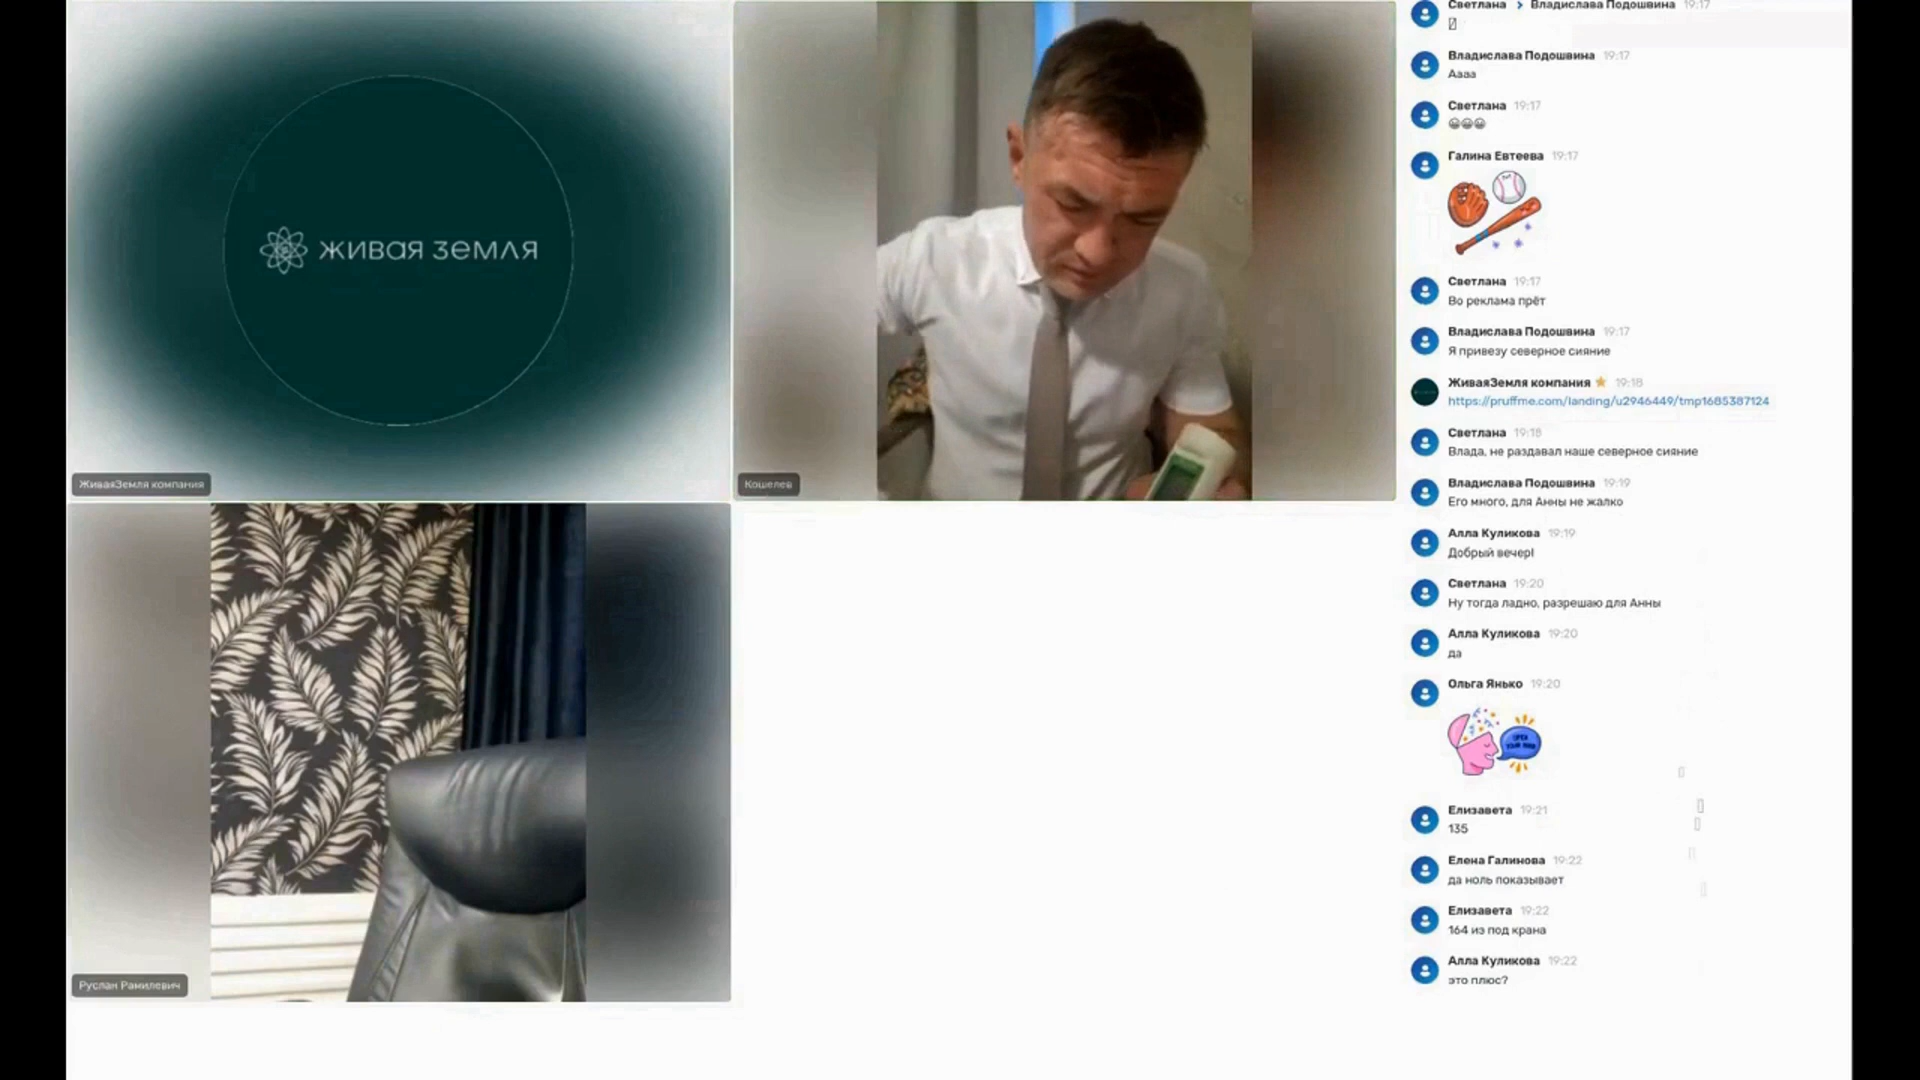 живая земля
ЖиваяЗемля компания
Кошелев
Руслан Рамилевич
Светлана > Владислава Подошвина 19:17
Владислава Подошвина 19:17
Аааа
Светлана 19:17
😀😀😀
Галина Евтеева 19:17
Светлана 19:17
Во реклама прёт
Владислава Подошвина 19:17
Я привезу северное сияние
ЖиваяЗемля компания 19:18
https://pruffme.com/landing/u2946449/tmp1685387124
Светлана 19:18
Влада, не раздавал наше северное сияние
Владислава Подошвина 19:19
Его много, для Анны не жалко
Алла Куликова 19:19
Добрый вечер!
Светлана 19:20
Ну тогда ладно, разрешаю для Анны
Алла Куликова 19:20
да
Ольга Янько 19:20
OPEN
YOUR MIND
Елизавета 19:21
135
Елена Галинова 19:22
да ноль показывает
Елизавета 19:22
164 из под крана
Алла Куликова 19:22
это плюс?